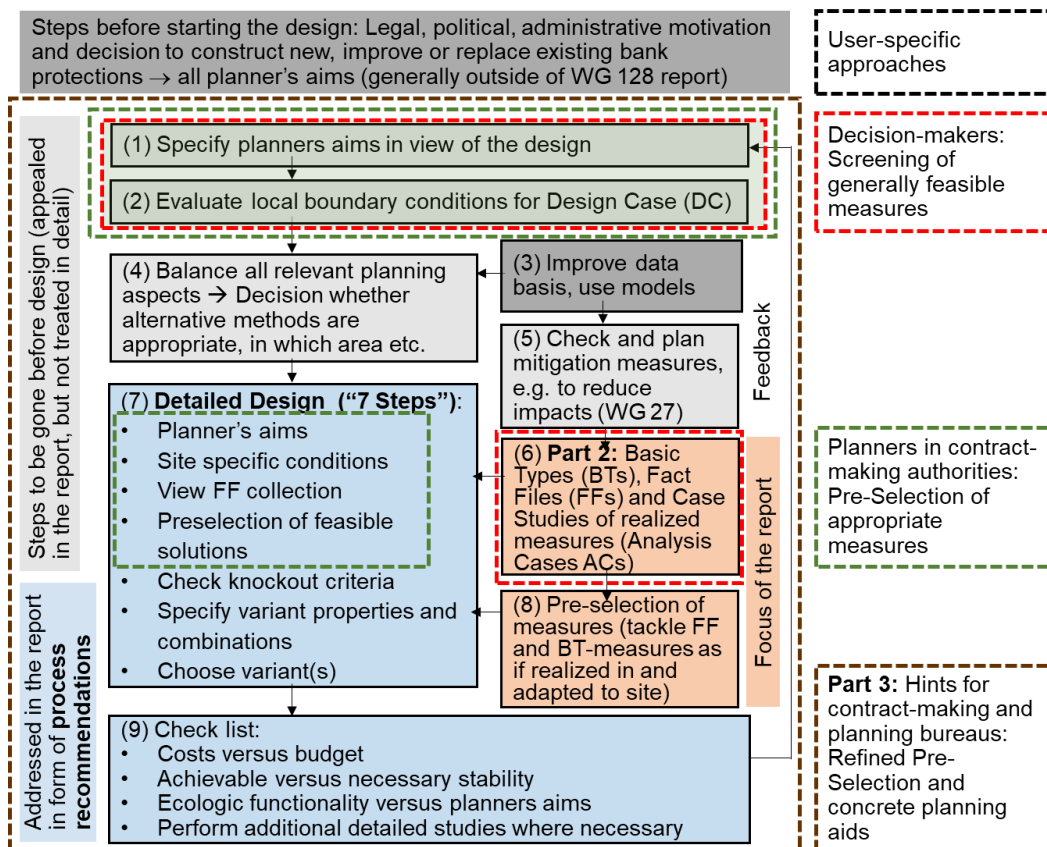 Steps before starting the design: Legal, political, administrative motivation
and decision to construct new, improve or replace existing bank
protections → all planner's aims (generally outside of WG 128 report)
User-specific
approaches
Steps to be gone before design (appealed
in the report, but not treated in detail)
(1) Specify planners aims in view of the design
(2) Evaluate local boundary conditions for Design Case (DC)
Decision-makers:
Screening of
generally feasible
measures
(4) Balance all relevant planning
aspects → Decision whether
alternative methods are
appropriate, in which area etc.
(3) Improve data
basis, use models
(5) Check and plan
mitigation measures,
e.g. to reduce
impacts (WG 27)
Feedback
(7) Detailed Design (“7 Steps”):
• Planner's aims
• Site specific conditions
• View FF collection
• Preselection of feasible
solutions
• Check knockout criteria
• Specify variant properties and
combinations
• Choose variant(s)
(6) Part 2: Basic
Types (BTs), Fact
Files (FFs) and Case
Studies of realized
measures (Analysis
Cases ACs)
(8) Pre-selection of
measures (tackle FF
and BT-measures as
if realized in and
adapted to site)
Focus of the report
Planners in contract-
making authorities:
Pre-Selection of
appropriate
measures
Addressed in the report
in form of process
recommendations
(9) Check list:
• Costs versus budget
• Achievable versus necessary stability
• Ecologic functionality versus planners aims
• Perform additional detailed studies where necessary
Part 3: Hints for
contract-making and
planning bureaus:
Refined Pre-
Selection and
concrete planning
aids